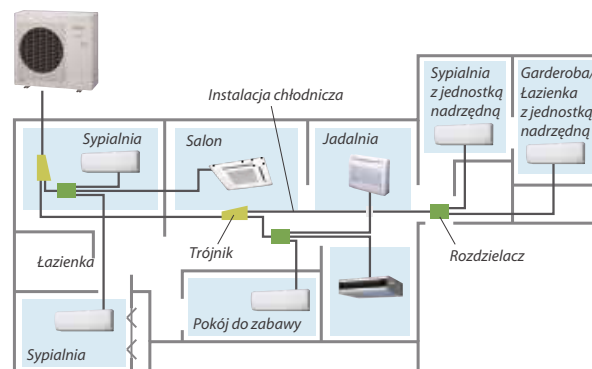 Sypialnia
z jednostką
nadrzędną
Garderoba/
Łazienka
z jednostką
nadrzędną
Instalacja chłodnicza
Sypialnia
Salon
Jadalnia
Łazienka
Trójnik
Rozdzielacz
Pokój do zabawy
Sypialnia